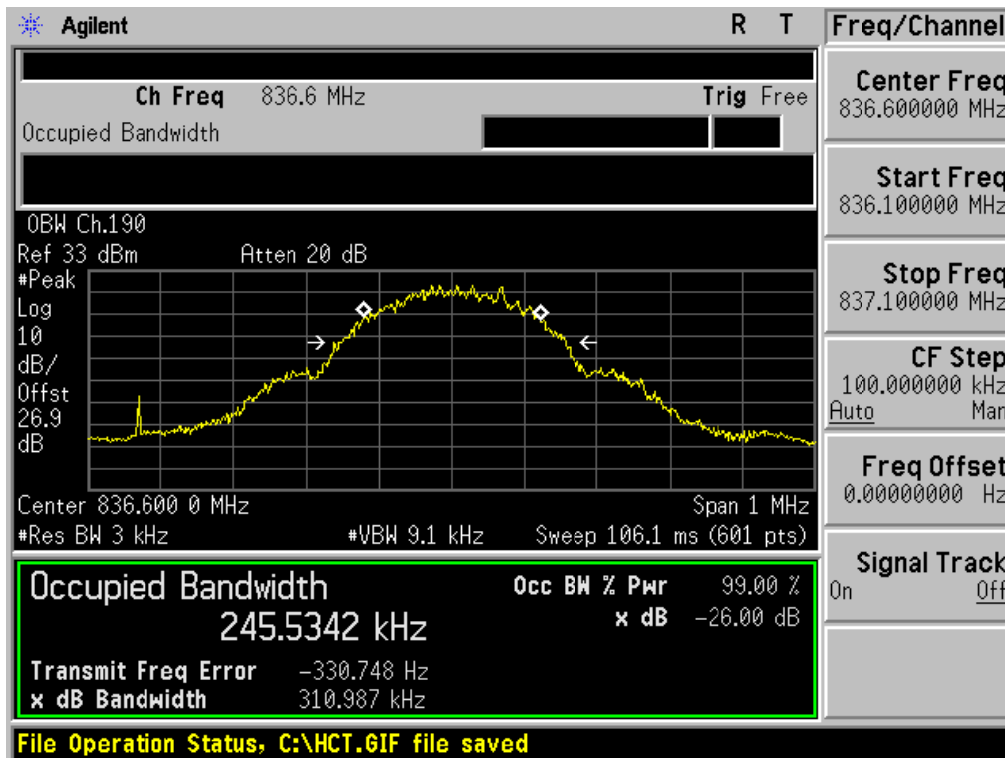 Agilent R T
Ch Freq 836.6 MHz Trig Free
Occupied Bandwidth
OBW Ch.190
Ref 33 dBm Atten 20 dB
#Peak
Log
10
dB/
Offst
26.9
dB
Center 836.600 0 MHz Span 1 MHz
#Res BW 3 kHz #VBW 9.1 kHz Sweep 106.1 ms (601 pts)
Occupied Bandwidth Occ BW % Pwr 99.00 %
245.5342 kHz x dB -26.00 dB
Transmit Freq Error -330.748 Hz
x dB Bandwidth 310.987 kHz
File Operation Status, C:\HCT.GIF file saved
Freq/Channel
Center Freq
836.600000 MHz
Start Freq
836.100000 MHz
Stop Freq
837.100000 MHz
CF Step
100.000000 kHz
Auto Man
Freq Offset
0.00000000 Hz
Signal Track
On Off